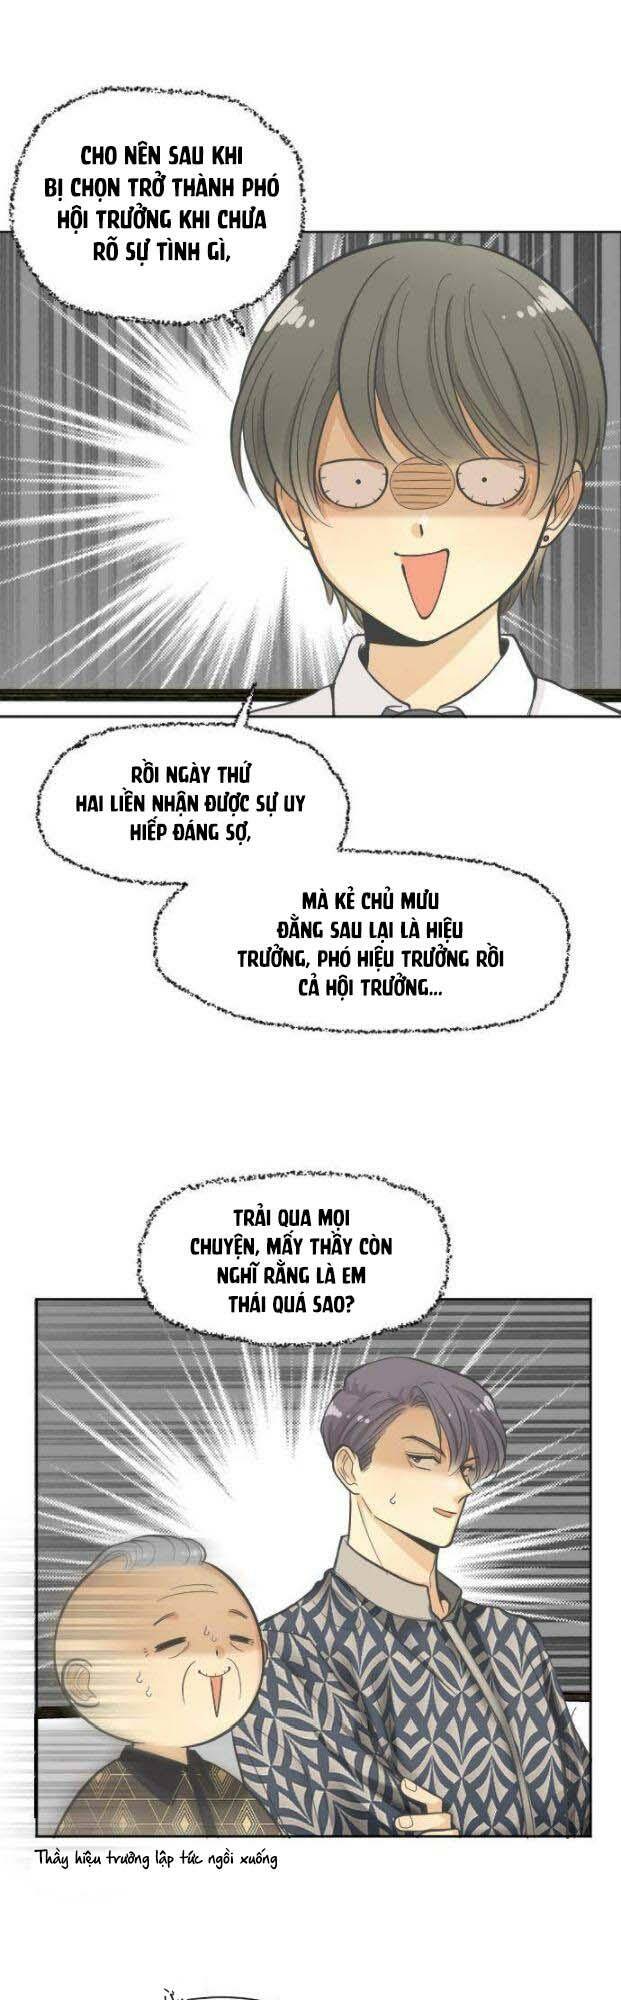 CHO NÊN SAU KHI
BỊ CHỌN TRỞ THÀNH PHÓ
HỘI TRƯỞNG KHI CHƯA
RÕ SỰ TÌNH GÌ,
RỒI NGÀY THỨ
HAI LIỀN NHẬN ĐƯỢC SỰ UY
HIẾP ĐÁNG SỢ,
MÀ KẺ CHỦ MƯU
ĐẰNG SAU LẠI LÀ HIỆU
TRƯỞNG, PHÓ HIỆU TRƯỞNG RỒI
CẢ HỘI TRƯỞNG...
TRẢI QUA MỌI
CHUYỆN, MẤY THẦY CÒN
NGHĨ RẰNG LÀ EM
THÁI QUÁ SAO?
Thầy hiệu trưởng lập tức ngồi xuống